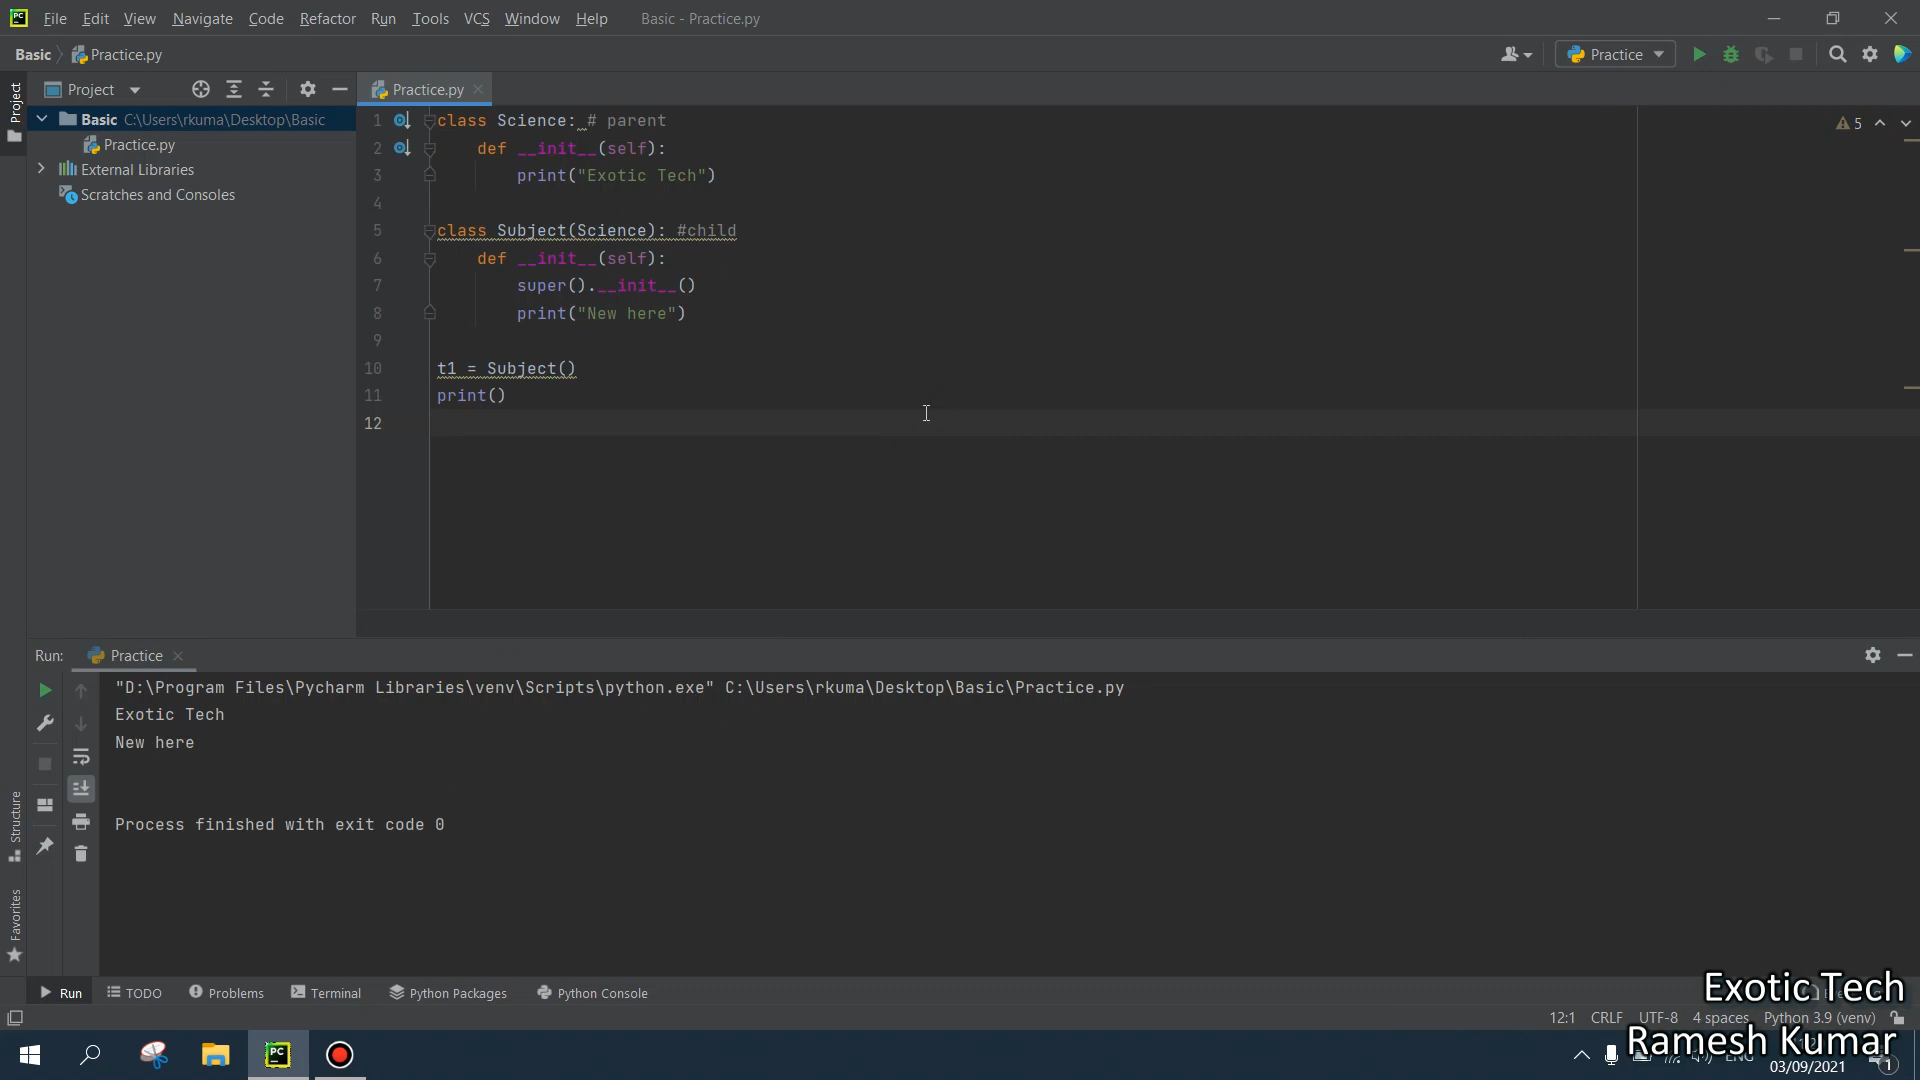 File Edit View Navigate Code Refactor Run Tools VCS Window Help Basic - Practice.py
Basic Practice.py
Practice
Project
Project
Practice.py
Basic C:\Users\rkuma\Desktop\Basic
Practice.py
External Libraries
Scratches and Consoles
1 class Science: # parent
2 def __init__(self):
3 print("Exotic Tech")
4
5 class Subject(Science): #child
6 def __init__(self):
7 super().__init__()
8 print("New here")
9
10 t1 = Subject()
11 print()
12
5
Run: Practice
"D:\Program Files\Pycharm Libraries\venv\Scripts\python.exe" C:\Users\rkuma\Desktop\Basic\Practice.py
Exotic Tech
New here
Process finished with exit code 0
Structure
Favorites
Run TODO Problems Terminal Python Packages Python Console
Exotic Tech
12:1 CRLF UTF-8 4 spaces Python 3.9 (venv)
Ramesh Kumar
PC
ENG
03/09/2021
1